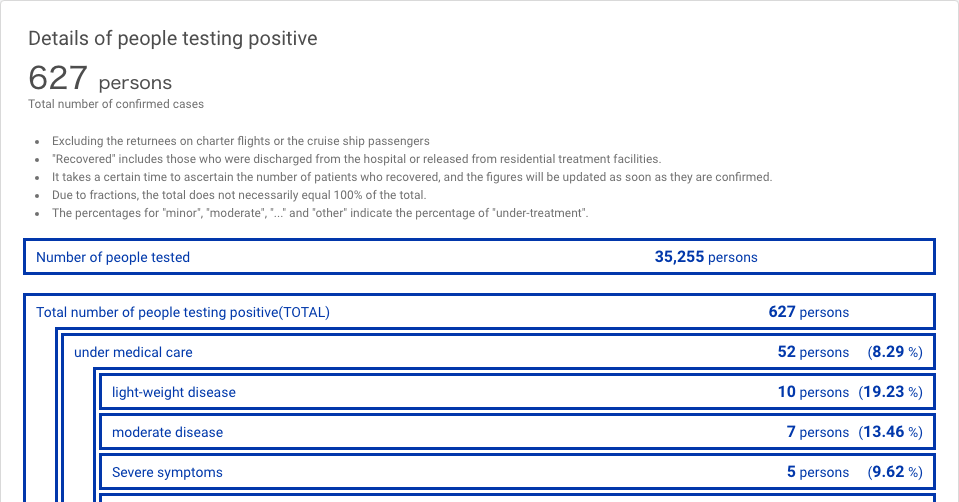 Details of people testing positive
627 persons
Total number of confirmed cases
Excluding the returnees on charter flights or the cruise ship passengers
"Recovered" includes those who were discharged from the hospital or released from residential treatment facilities.
It takes a certain time to ascertain the number of patients who recovered, and the figures will be updated as soon as they are confirmed.
Due to fractions, the total does not necessarily equal 100% of the total.
The percentages for "minor", "moderate", "..." and "other" indicate the percentage of "under-treatment".
Number of people tested 35,255 persons
Total number of people testing positive(TOTAL) 627 persons
under medical care 52 persons (8.29 %)
light-weight disease 10 persons (19.23 %)
moderate disease 7 persons (13.46 %)
Severe symptoms 5 persons (9.62 %)